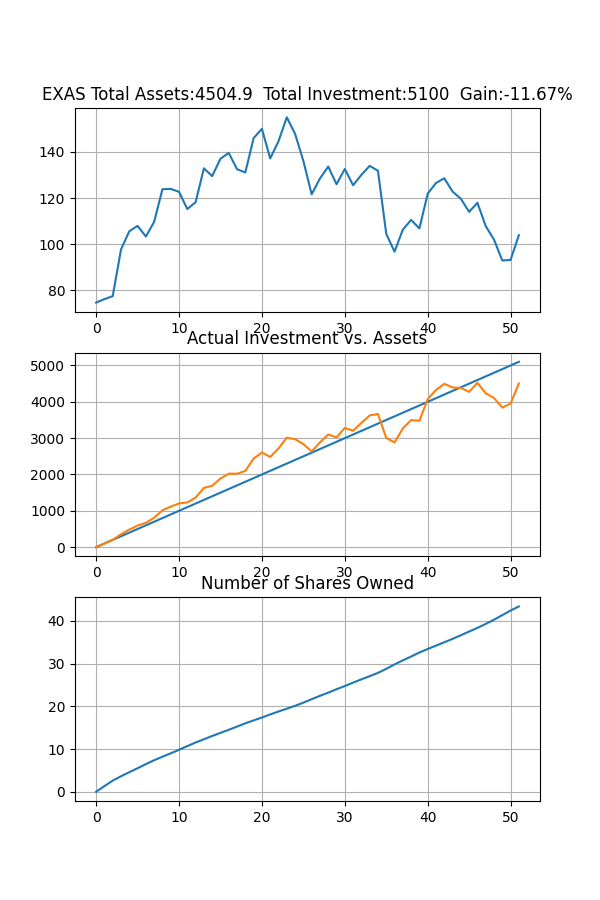 EXAS Total Assets:4504.9  Total Investment:5100  Gain:-11.67%
140
120
100
80
0 10 20 30 40 50
Actual Investment vs. Assets
5000
4000
3000
2000
1000
0
0 10 20 30 40 50
Number of Shares Owned
40
30
20
10
0
0 10 20 30 40 50